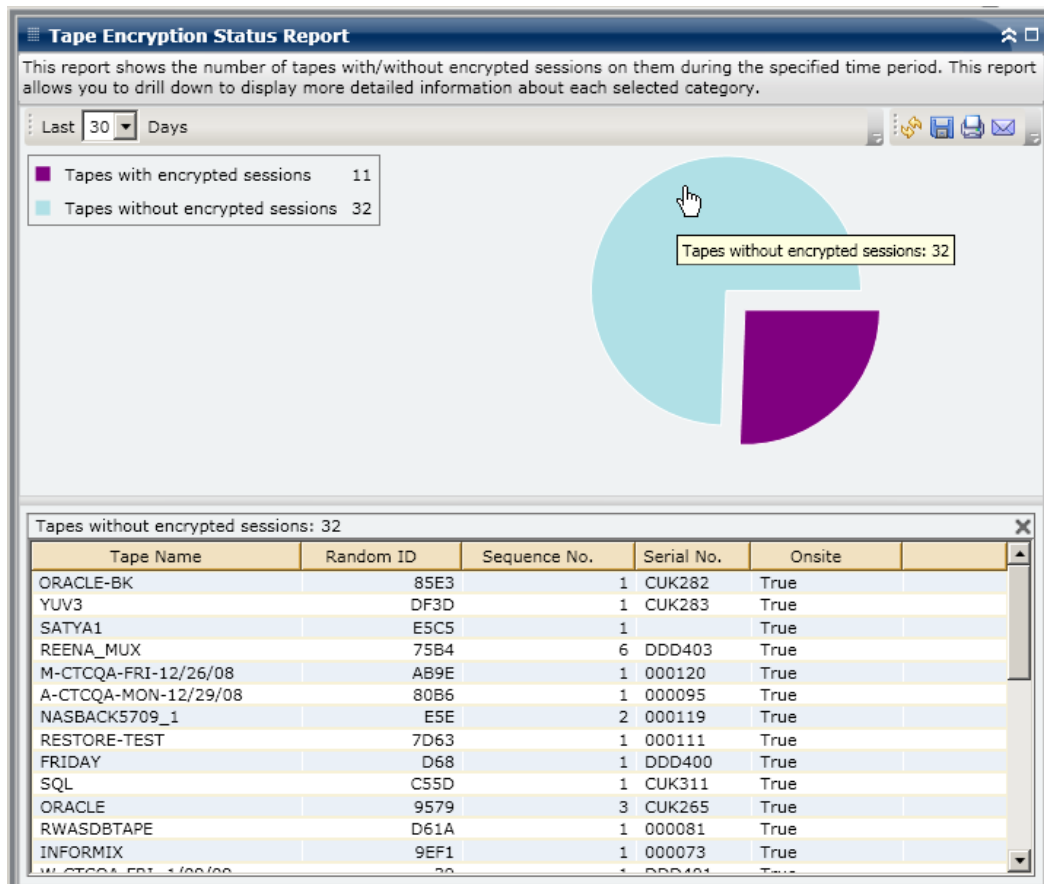 Tape Encryption Status Report
This report shows the number of tapes with/without encrypted sessions on them during the specified time period. This report
allows you to drill down to display more detailed information about each selected category.
Last 30 Days
Tapes with encrypted sessions 11
Tapes without encrypted sessions 32
Tapes without encrypted sessions: 32
Tapes without encrypted sessions: 32
Tape Name Random ID Sequence No. Serial No. Onsite
ORACLE-BK 85E3 1 CUK282 True
YUV3 DF3D 1 CUK283 True
SATYA1 E5C5 1 True
REENA_MUX 75B4 6 DDD403 True
M-CTCQA-FRI-12/26/08 AB9E 1 000120 True
A-CTCQA-MON-12/29/08 80B6 1 000095 True
NASBACK5709_1 E5E 2 000119 True
RESTORE-TEST 7D63 1 000111 True
FRIDAY D68 1 DDD400 True
SQL C55D 1 CUK311 True
ORACLE 9579 3 CUK265 True
RWASDBTAPE D61A 1 000081 True
INFORMIX 9EF1 1 000073 True